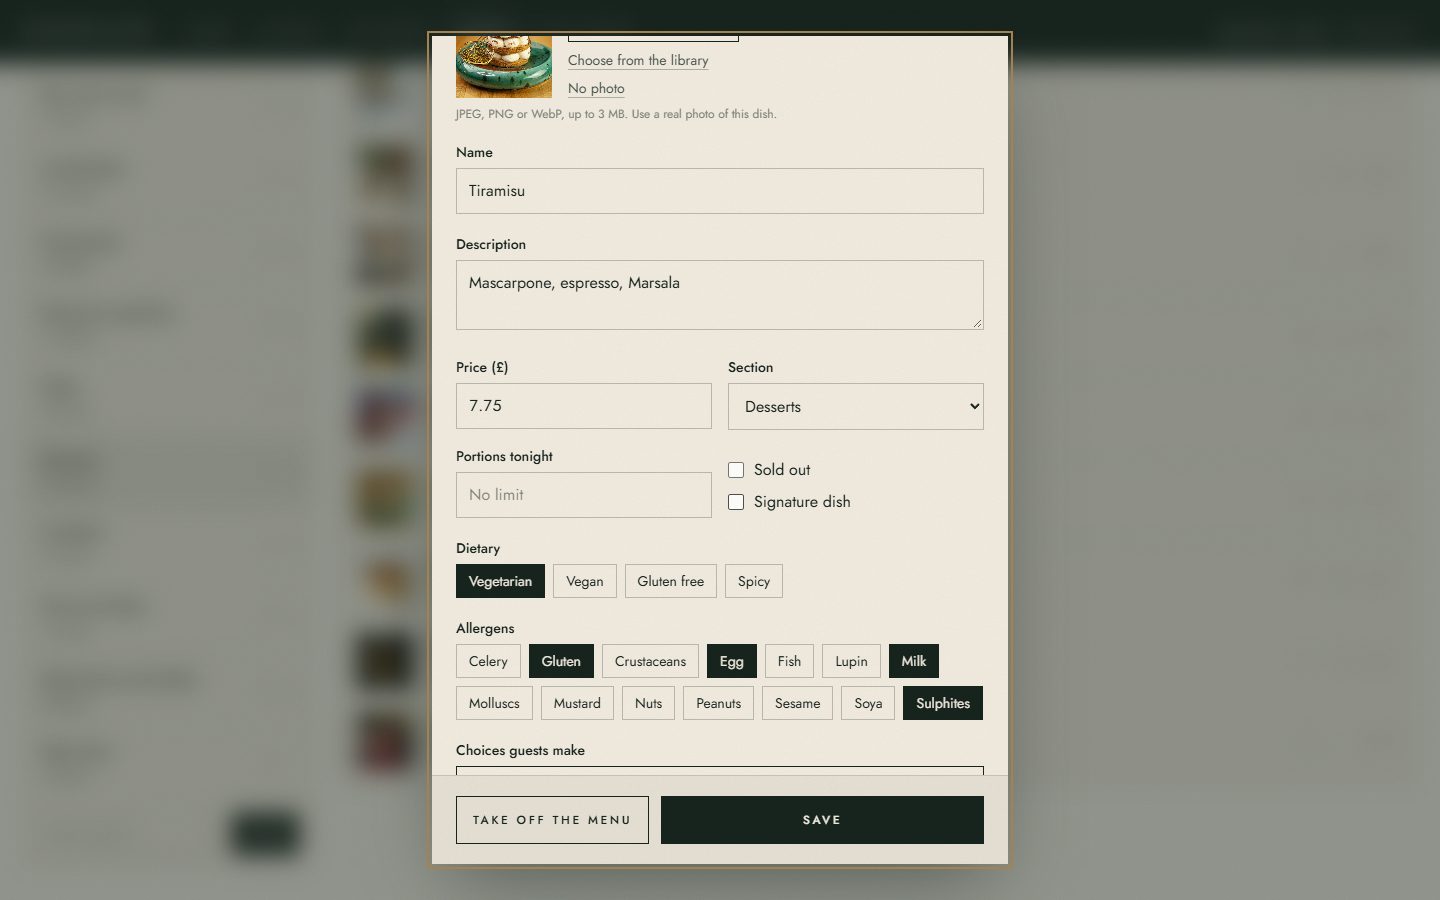 Choose from the library
No photo
JPEG, PNG or WebP, up to 3 MB. Use a real photo of this dish.
Name
Tiramisu
Description
Mascarpone, espresso, Marsala
Price (£) Section
7.75 Desserts
Portions tonight
No limit
Sold out
Signature dish
Dietary
Vegetarian Vegan Gluten free Spicy
Allergens
Celery Gluten Crustaceans Egg Fish Lupin Milk
Molluscs Mustard Nuts Peanuts Sesame Soya Sulphites
Choices guests make
TAKE OFF THE MENU SAVE